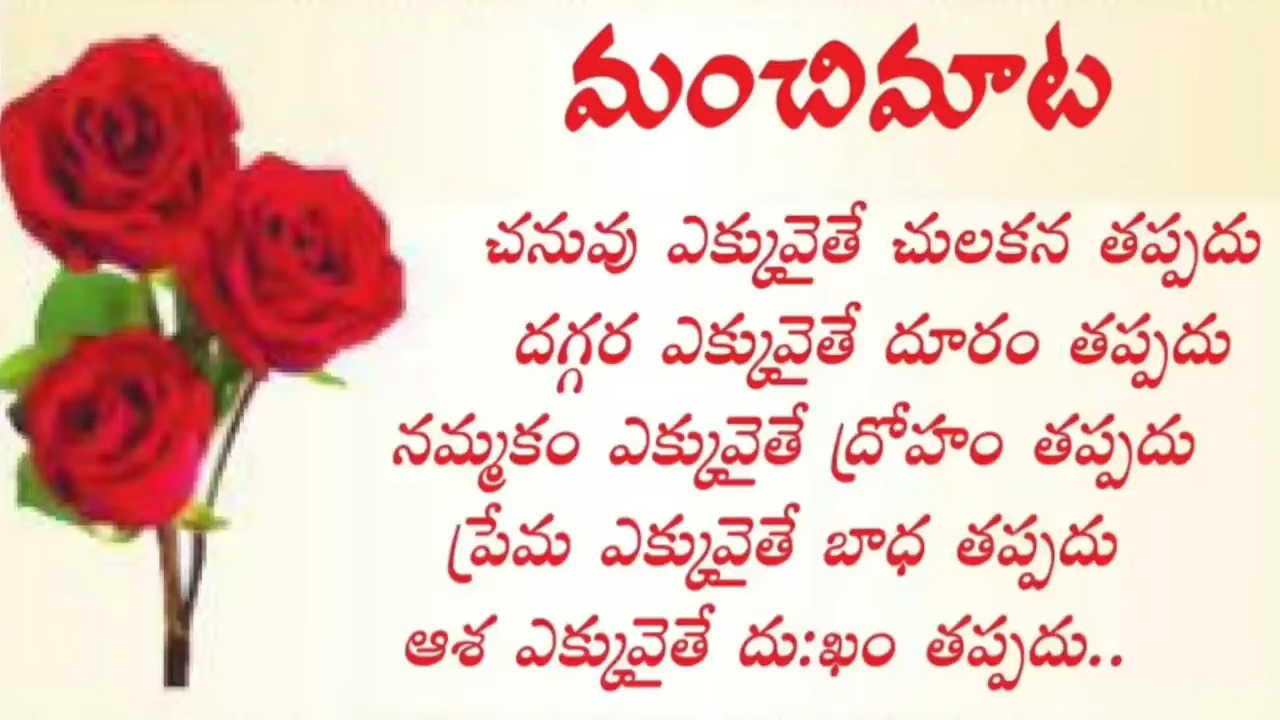 మంచిమాట
చనువు ఎక్కువైతే చులకన తప్పదు
దగ్గర ఎక్కువైతే దూరం తప్పదు
నమ్మకం ఎక్కువైతే ద్రోహం తప్పదు
ప్రేమ ఎక్కువైతే బాధ తప్పదు
ఆశ ఎక్కువైతే దు:ఖం తప్పదు..